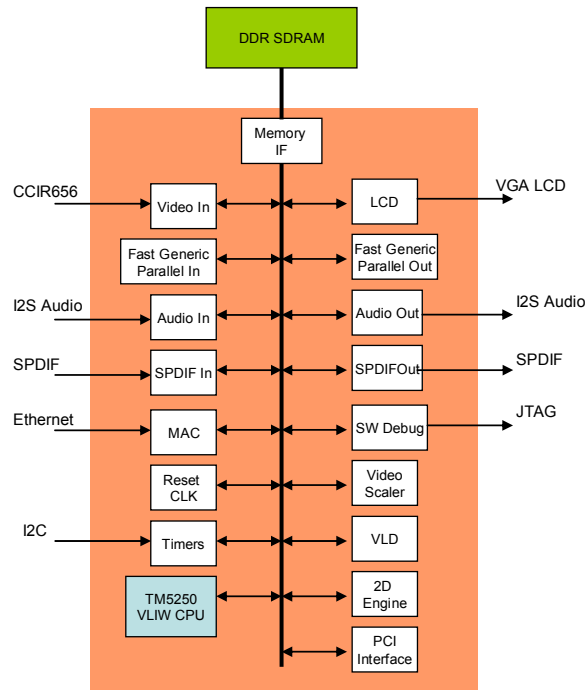 DDR SDRAM
Memory
IF
CCIR656
Video In
LCD
VGA LCD
Fast Generic
Parallel In
Fast Generic
Parallel Out
I2S Audio
Audio In
Audio Out
I2S Audio
SPDIF
SPDIF In
SPDIFOut
SPDIF
Ethernet
MAC
SW Debug
JTAG
Reset
CLK
Video
Scaler
I2C
Timers
VLD
TM5250
VLIW CPU
2D
Engine
PCI
Interface